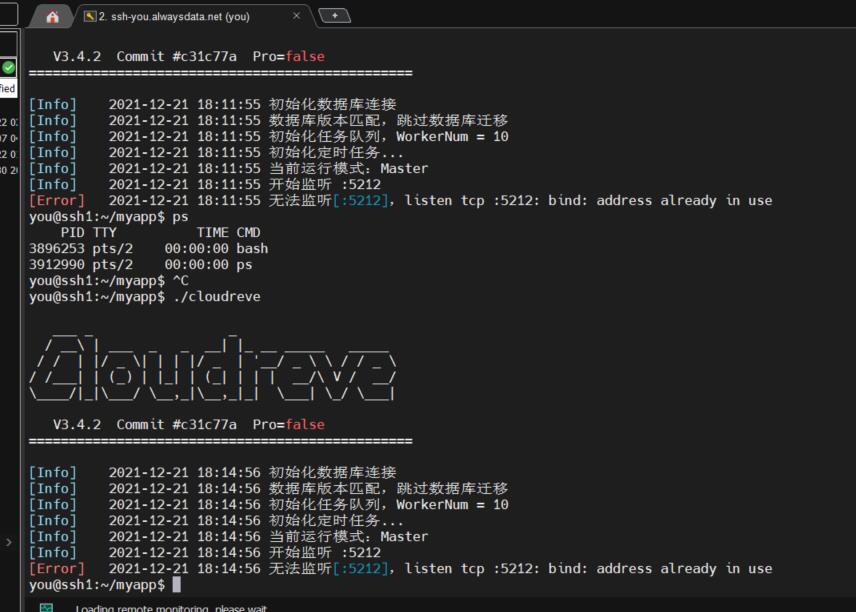 2. ssh-you.alwaysdata.net (you)
V3.4.2 Commit #c31c77a Pro=false
================================================
[Info] 2021-12-21 18:11:55 初始化数据库连接
[Info] 2021-12-21 18:11:55 数据库版本匹配，跳过数据库迁移
[Info] 2021-12-21 18:11:55 初始化任务队列，WorkerNum = 10
[Info] 2021-12-21 18:11:55 初始化定时任务...
[Info] 2021-12-21 18:11:55 当前运行模式：Master
[Info] 2021-12-21 18:11:55 开始监听 :5212
[Error] 2021-12-21 18:11:55 无法监听[:5212]，listen tcp :5212: bind: address already in use
you@ssh1:~/myapp$ ps
PID TTY TIME CMD
3896253 pts/2 00:00:00 bash
3912990 pts/2 00:00:00 ps
you@ssh1:~/myapp$ ^C
you@ssh1:~/myapp$ ./cloudreve
Cloudreve
V3.4.2 Commit #c31c77a Pro=false
================================================
[Info] 2021-12-21 18:14:56 初始化数据库连接
[Info] 2021-12-21 18:14:56 数据库版本匹配，跳过数据库迁移
[Info] 2021-12-21 18:14:56 初始化任务队列，WorkerNum = 10
[Info] 2021-12-21 18:14:56 初始化定时任务...
[Info] 2021-12-21 18:14:56 当前运行模式：Master
[Info] 2021-12-21 18:14:56 开始监听 :5212
[Error] 2021-12-21 18:14:56 无法监听[:5212]，listen tcp :5212: bind: address already in use
you@ssh1:~/myapp$
Loading remote monitoring, please wait